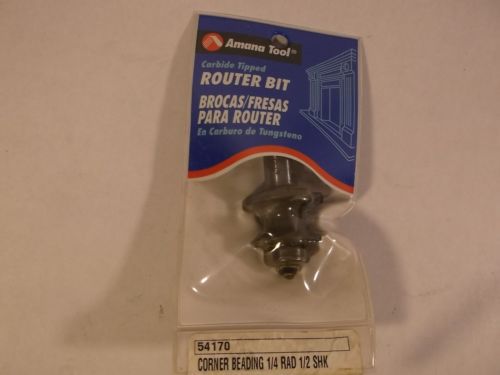 Amana Tool®
Carbide Tipped
ROUTER BIT
BROCAS/FRESAS
PARA ROUTER
En Carburo de Tungsteno
54170
CORNER BEADING 1/4 RAD 1/2 SHK